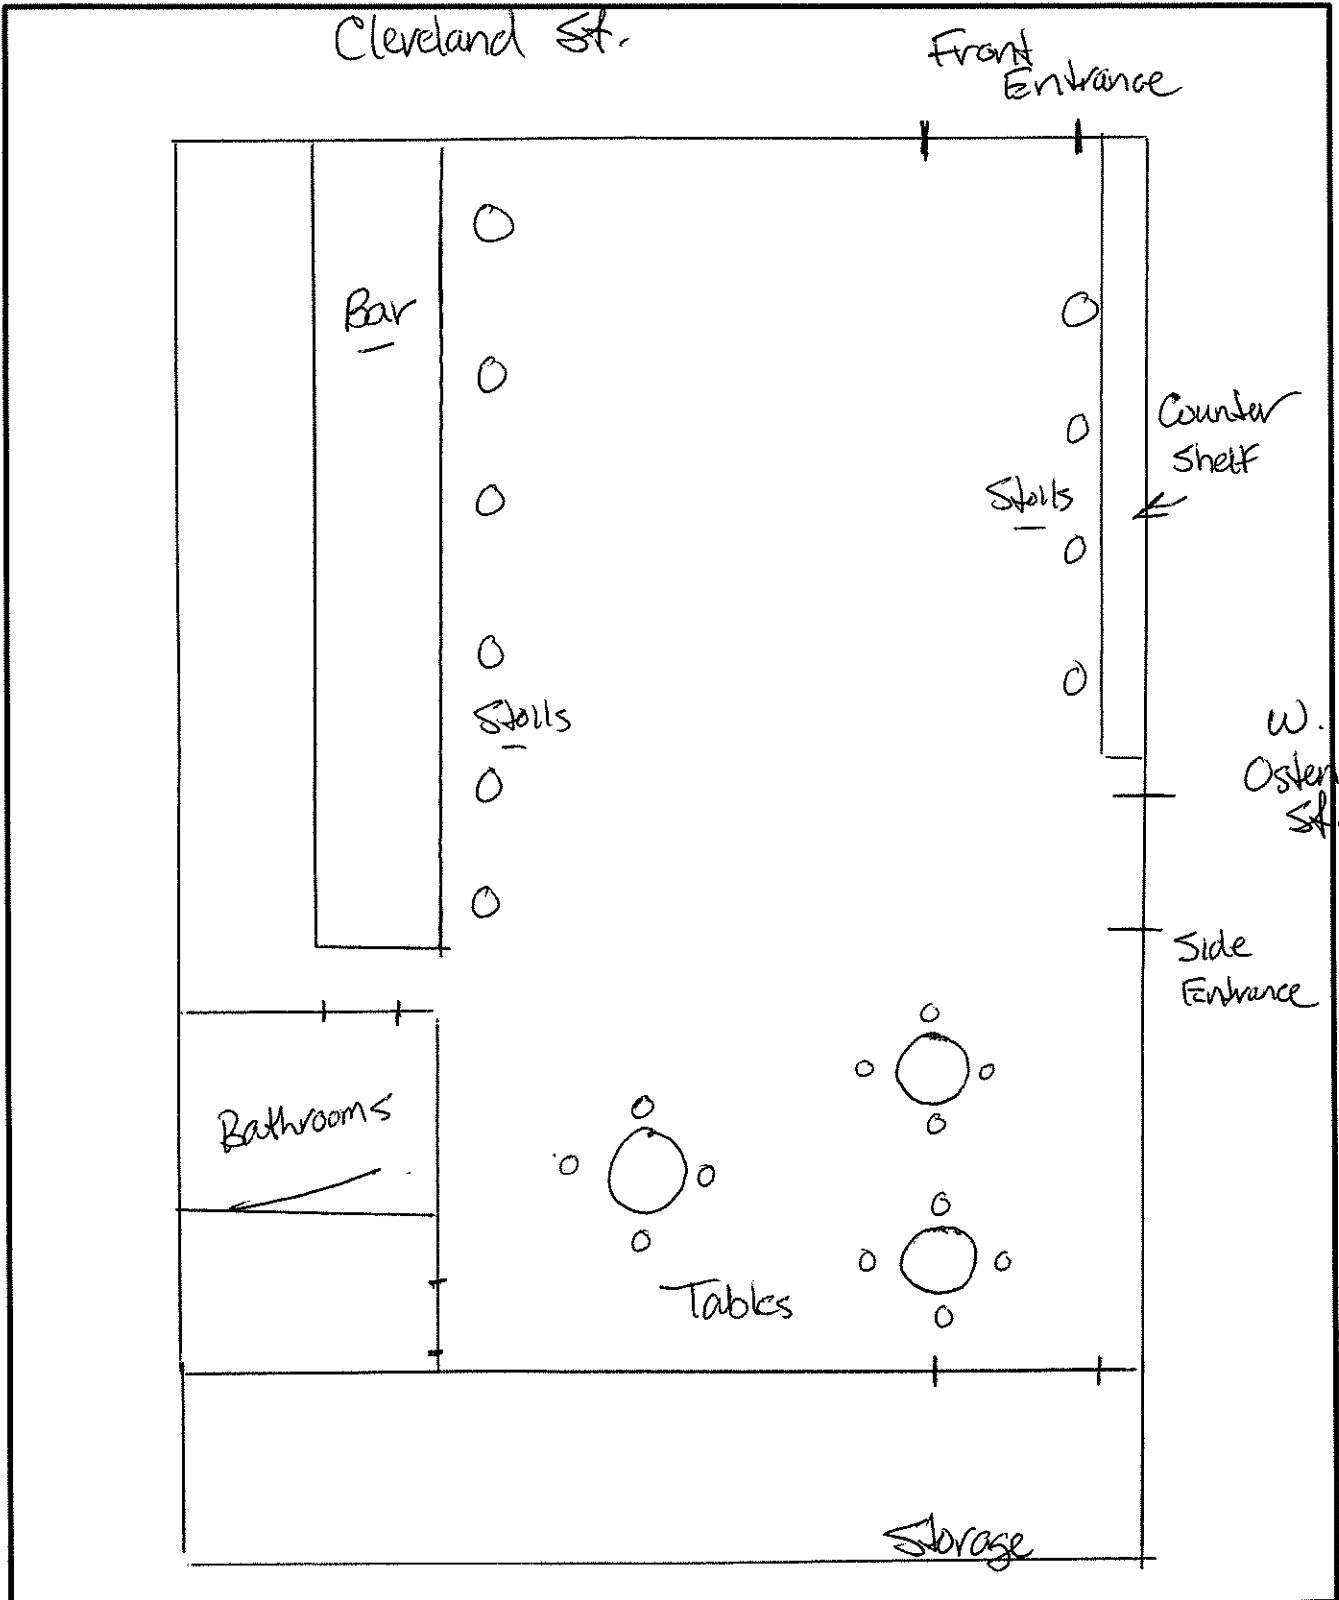 Cleveland St.
Front
Entrance
Bar
Counter
Shelf
Stolls
Stolls
W.
Osten
St.
Side
Entrance
Bathrooms
Tables
Storage